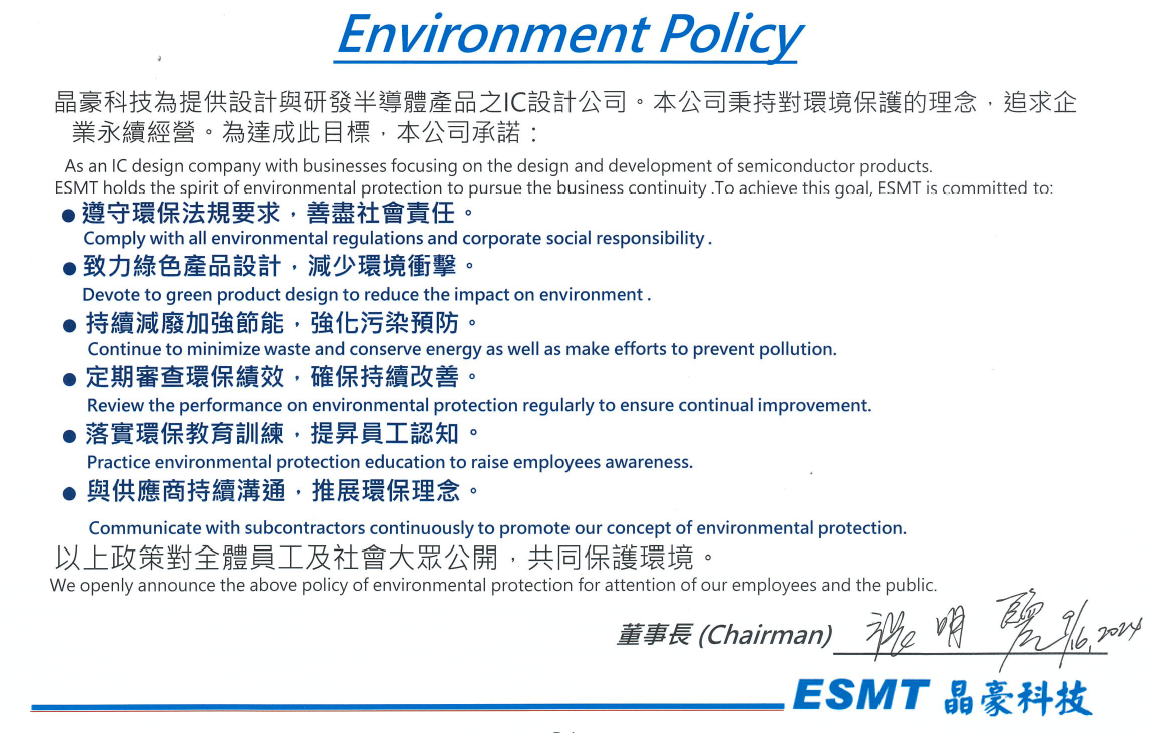 Environment Policy
晶豪科技為提供設計與研發半導體產品之IC設計公司。本公司秉持對環境保護的理念，追求企
業永續經營。為達成此目標，本公司承諾：
As an IC design company with businesses focusing on the design and development of semiconductor products.
ESMT holds the spirit of environmental protection to pursue the business continuity .To achieve this goal, ESMT is committed to:
● 遵守環保法規要求，善盡社會責任。
Comply with all environmental regulations and corporate social responsibility .
● 致力綠色產品設計，減少環境衝擊。
Devote to green product design to reduce the impact on environment .
● 持續減廢加強節能，強化污染預防。
Continue to minimize waste and conserve energy as well as make efforts to prevent pollution.
● 定期審查環保績效，確保持續改善。
Review the performance on environmental protection regularly to ensure continual improvement.
● 落實環保教育訓練，提昇員工認知。
Practice environmental protection education to raise employees awareness.
● 與供應商持續溝通，推展環保理念。
Communicate with subcontractors continuously to promote our concept of environmental protection.
以上政策對全體員工及社會大眾公開，共同保護環境。
We openly announce the above policy of environmental protection for attention of our employees and the public.
董事長 (Chairman) 明 9/16, 2024
ESMT 晶豪科技